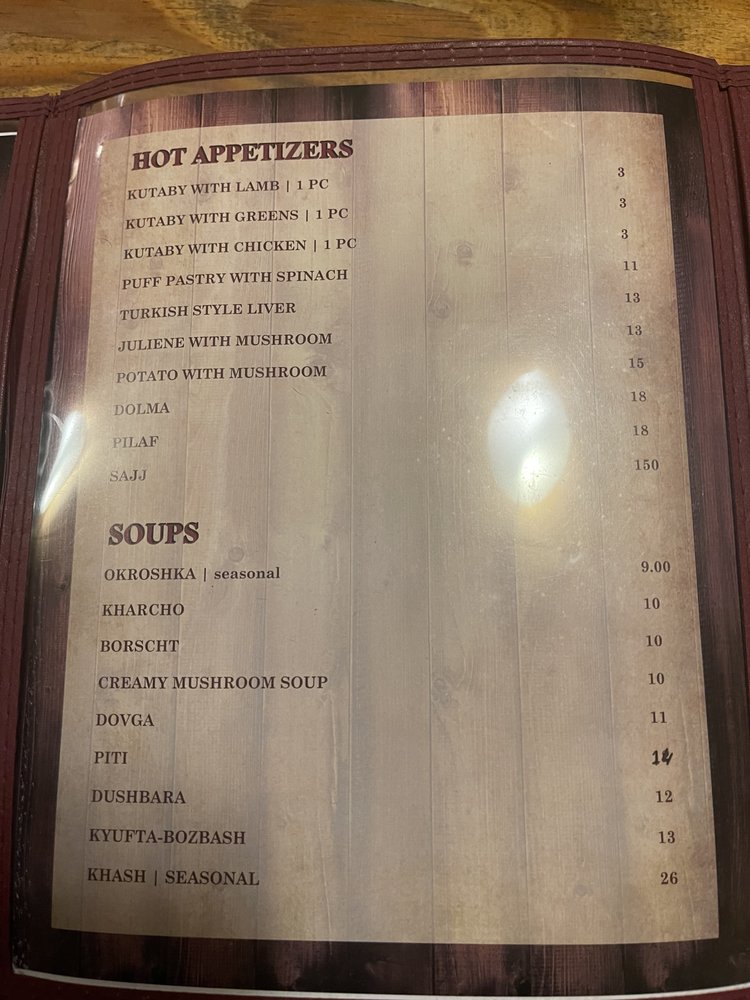 HOT APPETIZERS
KUTABY WITH LAMB | 1 PC 3
KUTABY WITH GREENS | 1 PC 3
KUTABY WITH CHICKEN | 1 PC 3
PUFF PASTRY WITH SPINACH 11
TURKISH STYLE LIVER 13
JULIENE WITH MUSHROOM 13
POTATO WITH MUSHROOM 15
DOLMA 18
PILAF 18
SAJJ 150
SOUPS
OKROSHKA | seasonal 9.00
KHARCHO 10
BORSCHT 10
CREAMY MUSHROOM SOUP 10
DOVGA 11
PITI
DUSHBARA 12
KYUFTA-BOZBASH 13
KHASH | SEASONAL 26